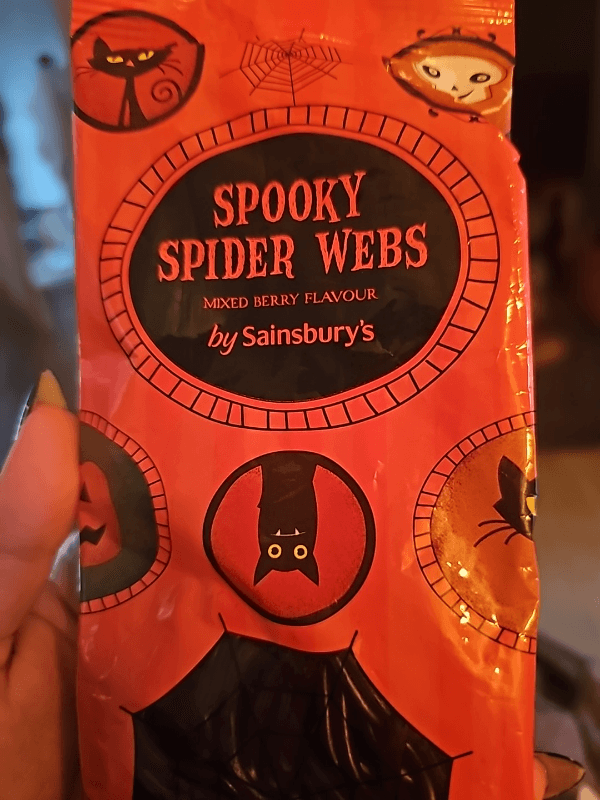 SPOOKY
SPIDER WEBS
MIXED BERRY FLAVOUR
by Sainsbury's